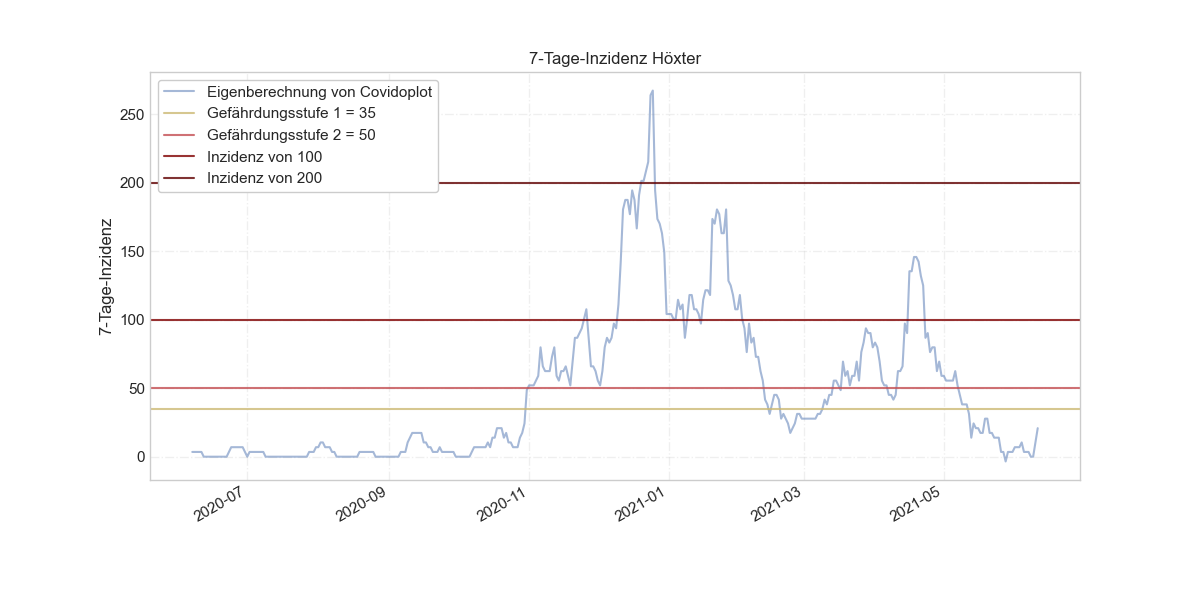 7-Tage-Inzidenz Höxter
Eigenberechnung von Covidoplot
Gefährdungsstufe 1 = 35
Gefährdungsstufe 2 = 50
Inzidenz von 100
Inzidenz von 200
7-Tage-Inzidenz
250
200
150
100
50
0
2020-07
2020-09
2020-11
2021-01
2021-03
2021-05